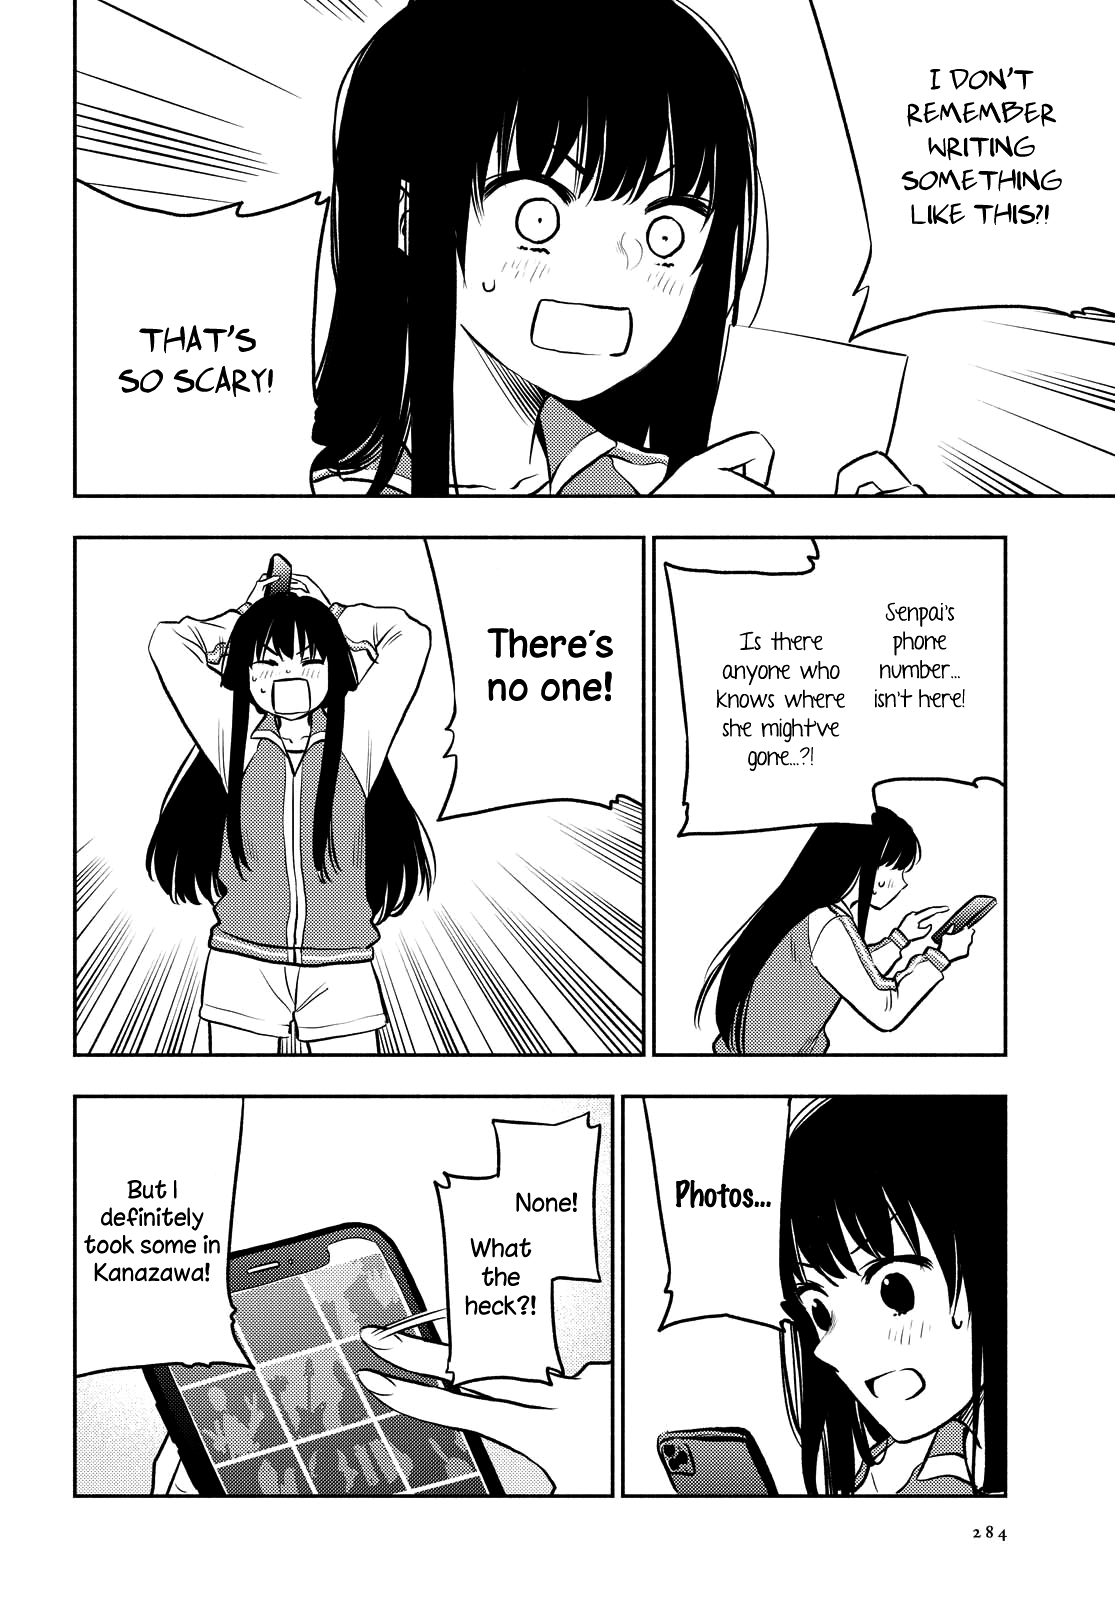 I DON'T
REMEMBER
WRITING
SOMETHING
LIKE THIS?!
THAT'S
SO SCARY!
Senpai's
phone
number...
isn't here!
Is there
anyone who
knows where
she might've
gone...?!
There's
no one!
Photos...
None!
What
the
heck?!
But I
definitely
took some in
Kanazawa!
284